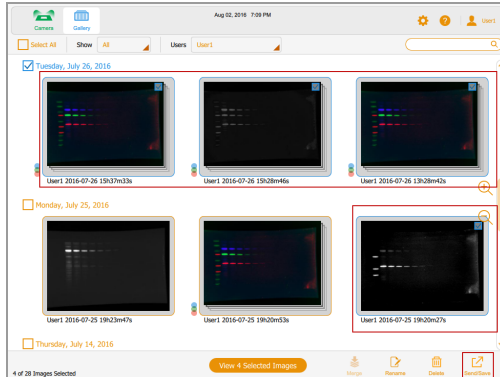 Aug 02, 2016 7:09 PM
Camera Gallery User1
Select All Show All Users User1
Tuesday, July 26, 2016
User1 2016-07-26 15h37m33s User1 2016-07-26 15h28m46s User1 2016-07-26 13h28m42s
Monday, July 25, 2016
User1 2016-07-25 19h23m47s User1 2016-07-25 19h20m53s User1 2016-07-25 19h20m27s
Thursday, July 14, 2016
4 of 28 Images Selected View 4 Selected Images Merge Rename Delete Send/Save